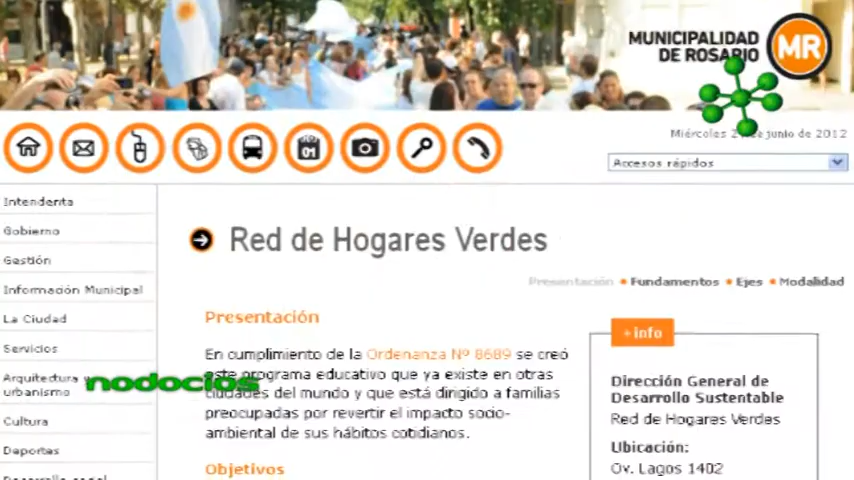 MUNICIPALIDAD
DE ROSARIO
MR
Miércoles 2 de junio de 2012
Accesos rápidos
01
Intendenta
Gobierno
Gestión
Información Municipal
La Ciudad
Servicios
Arquitectura y
urbanismo
Cultura
Deportes
Red de Hogares Verdes
Presentación • Fundamentos • Ejes • Modalidad
Presentación
En cumplimiento de la Ordenanza Nº 8689 se creó
este programa educativo que ya existe en otras
ciudades del mundo y que está dirigido a familias
preocupadas por revertir el impacto socio-
ambiental de sus hábitos cotidianos.
Objetivos
+info
Dirección General de
Desarrollo Sustentable
Red de Hogares Verdes
Ubicación:
Ov. Lagos 1402
nodocios